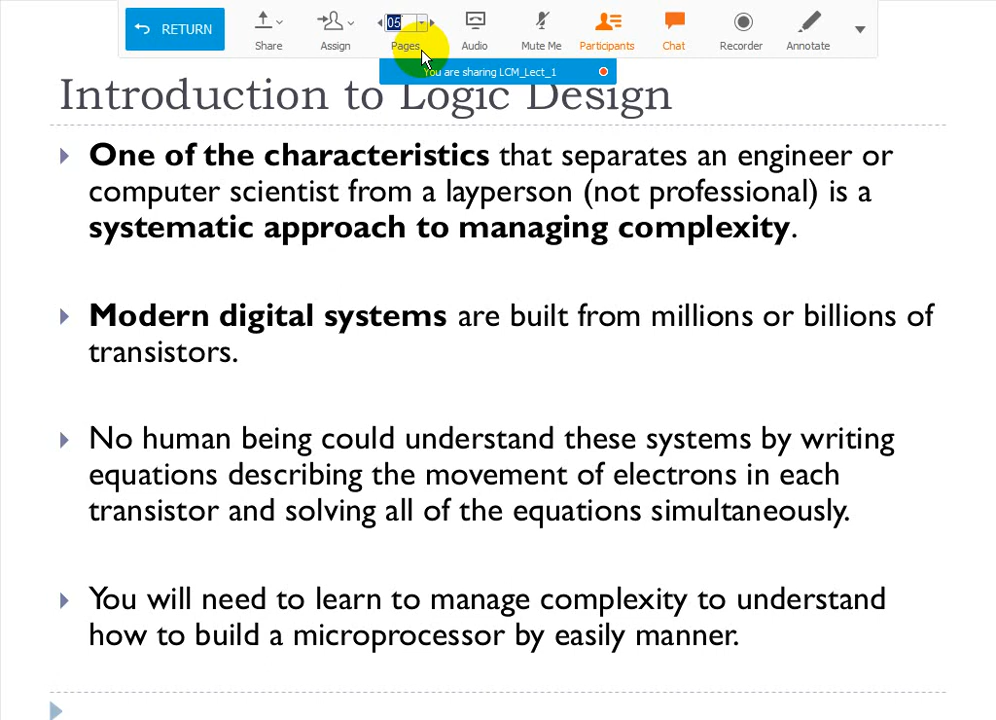 RETURN
Share
Assign
05
Pages
Audio
Mute Me
Participants
Chat
Recorder
Annotate
You are sharing LCM_Lect_1
Introduction to Logic Design
One of the characteristics that separates an engineer or
computer scientist from a layperson (not professional) is a
systematic approach to managing complexity.
Modern digital systems are built from millions or billions of
transistors.
No human being could understand these systems by writing
equations describing the movement of electrons in each
transistor and solving all of the equations simultaneously.
You will need to learn to manage complexity to understand
how to build a microprocessor by easily manner.